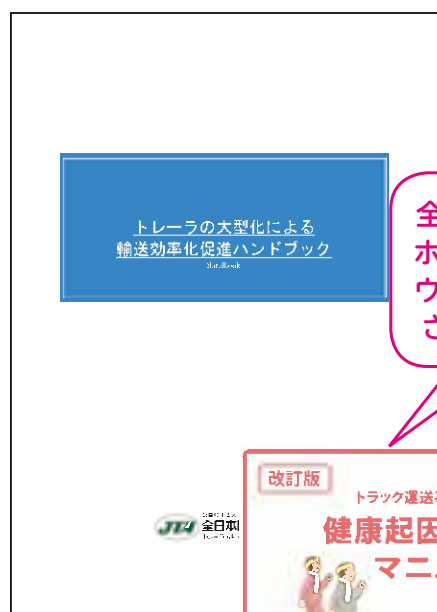 トレーラの大型化による
輸送効率化促進ハンドブック
Handbook
全
ホ
ウ
さ
改訂版
トラック運送
健康起因
マニ
JTA 全日本